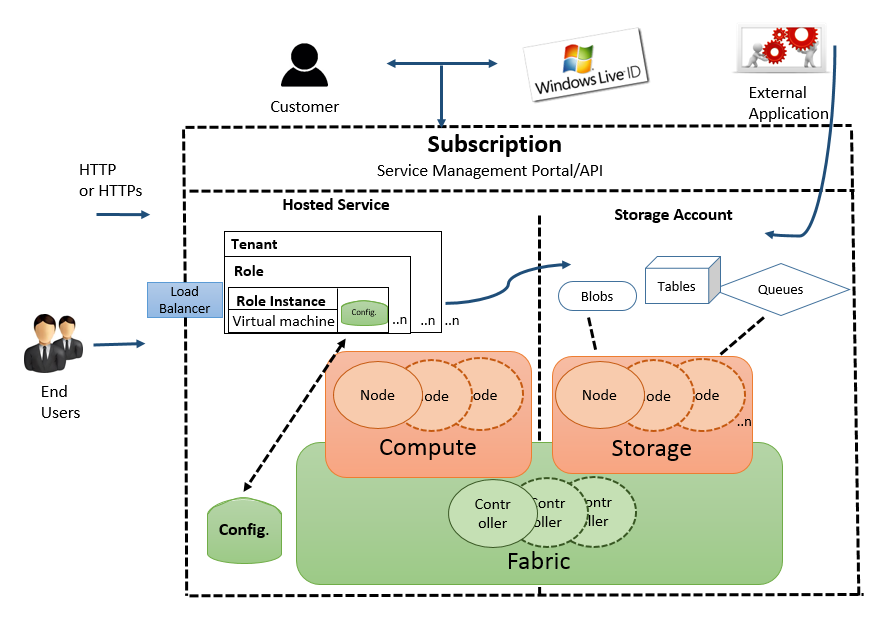 Customer
Windows Live ID
External
Application
Subscription
Service Management Portal/API
HTTP
or HTTPs
Hosted Service
Storage Account
Tenant
Role
Role Instance
Virtual machine
Config.
..n
..n
..n
Load
Balancer
Blobs
Tables
Queues
End
Users
Node
ode
ode
Compute
Node
ode
ode
..n
Storage
Config.
Contr
oller
Contr
oller
ontr
ller
Fabric